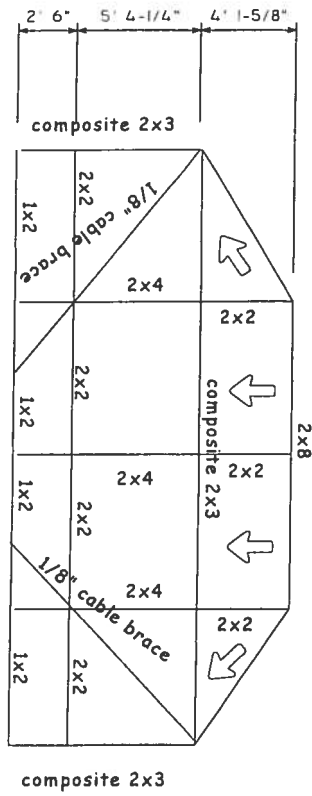 2' 6" 5' 4-1/4" 4' 1-5/8"
composite 2x3
1x2
2x2
1/8" cable brace
2x4
2x2
1x2
2x2
composite 2x3
2x8
2x4
2x2
1x2
2x2
1/8" cable brace
2x4
2x2
1x2
2x2
composite 2x3